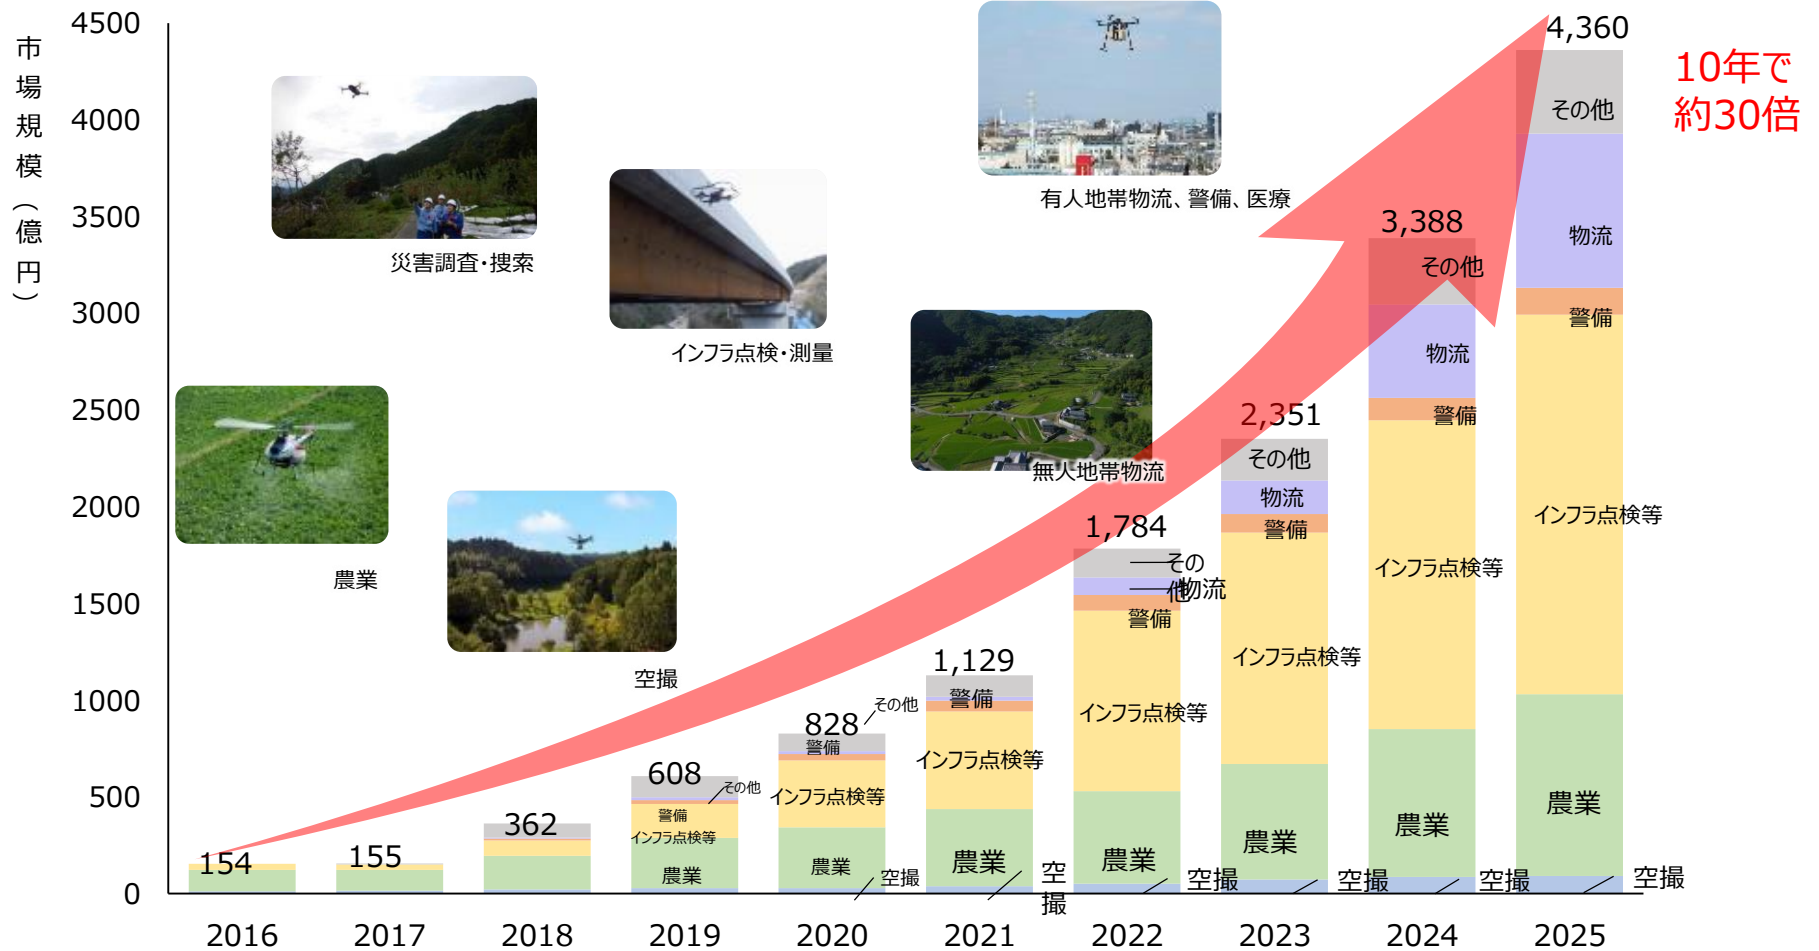 市場規模（億円）
4500
4000
3500
3000
2500
2000
1500
1000
500
0
10年で
約30倍
災害調査・捜索
インフラ点検・測量
有人地帯物流、警備、医療
農業
空撮
無人地帯物流
154
155
362
608
その他
警備
インフラ点検等
農業
828
その他
警備
インフラ点検等
農業
空撮
1,129
警備
インフラ点検等
農業
空
撮
1,784
その
他
物流
警備
インフラ点検等
農業
空撮
2,351
その他
物流
警備
インフラ点検等
農業
空撮
3,388
その他
物流
警備
インフラ点検等
農業
空撮
4,360
その他
物流
警備
インフラ点検等
農業
空撮
2016
2017
2018
2019
2020
2021
2022
2023
2024
2025